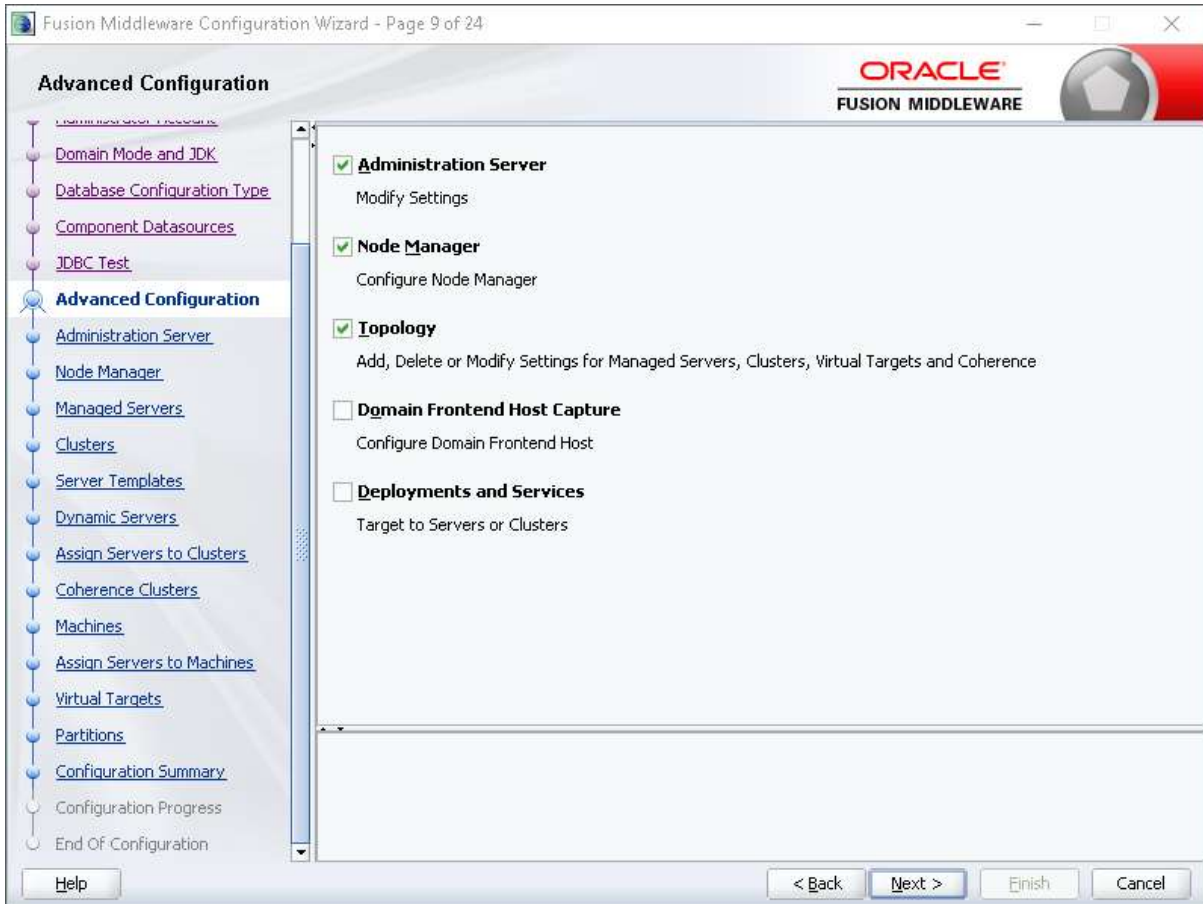 Fusion Middleware Configuration Wizard - Page 9 of 24
Advanced Configuration
ORACLE
FUSION MIDDLEWARE
Administrator Account
Domain Mode and JDK
Database Configuration Type
Component Datasources
JDBC Test
Advanced Configuration
Administration Server
Node Manager
Managed Servers
Clusters
Server Templates
Dynamic Servers
Assign Servers to Clusters
Coherence Clusters
Machines
Assign Servers to Machines
Virtual Targets
Partitions
Configuration Summary
Configuration Progress
End Of Configuration
Administration Server
Modify Settings
Node Manager
Configure Node Manager
Topology
Add, Delete or Modify Settings for Managed Servers, Clusters, Virtual Targets and Coherence
Domain Frontend Host Capture
Configure Domain Frontend Host
Deployments and Services
Target to Servers or Clusters
Help
< Back
Next >
Finish
Cancel